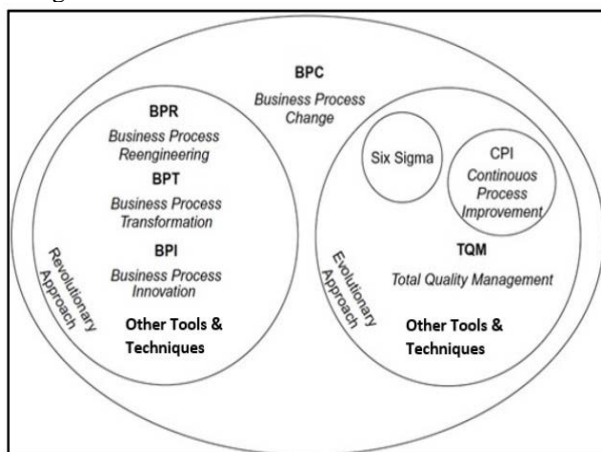 BPC
Business Process
Change
BPR
Business Process
Reengineering
BPT
Business Process
Transformation
BPI
Business Process
Innovation
Revolutionary
Approach
Other Tools &
Techniques
Six Sigma
CPI
Continouos
Process
Improvement
TQM
Total Quality Management
Evolutionary
Approach
Other Tools &
Techniques